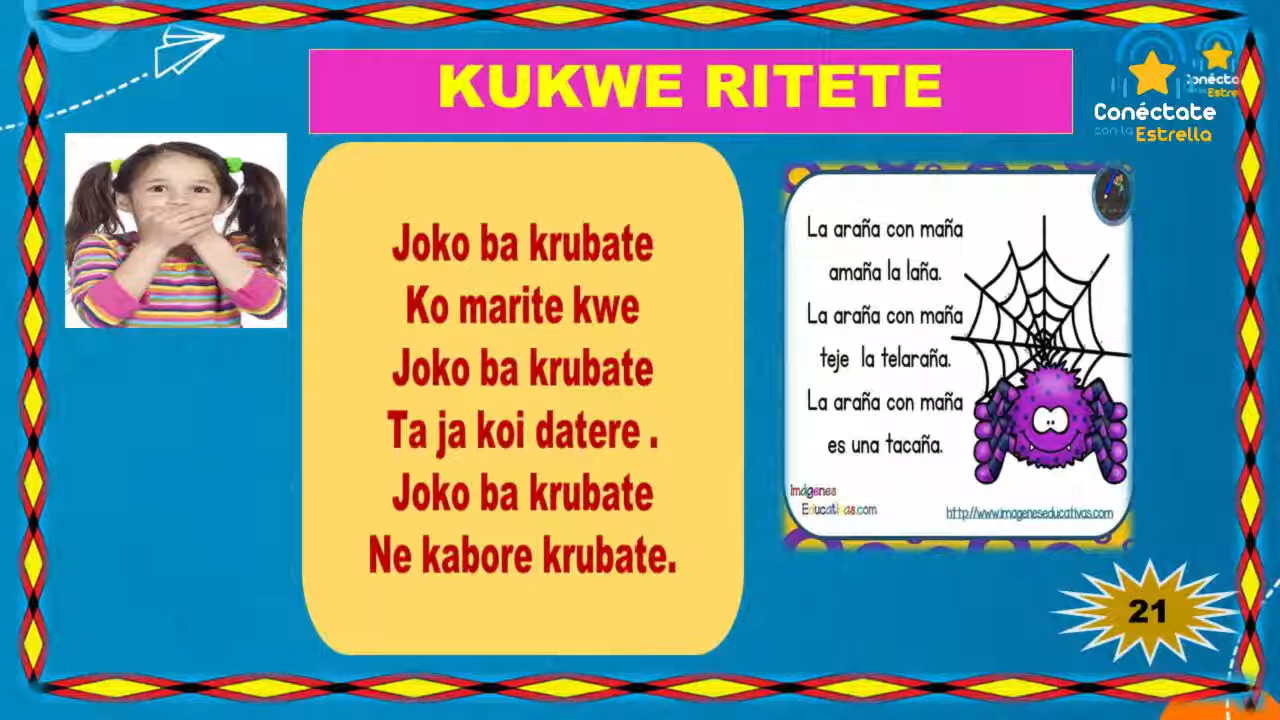 KUKWE RITETE
Conéctate
con la Estrella
Joko ba krubate
Ko marite kwe
Joko ba krubate
Ta ja koi datere .
Joko ba krubate
Ne kabore krubate.
La araña con maña
amaña la laña.
La araña con maña
teje la telaraña.
La araña con maña
es una tacaña.
Imágenes
Educativas.com
http://www.imageneseducativas.com
21